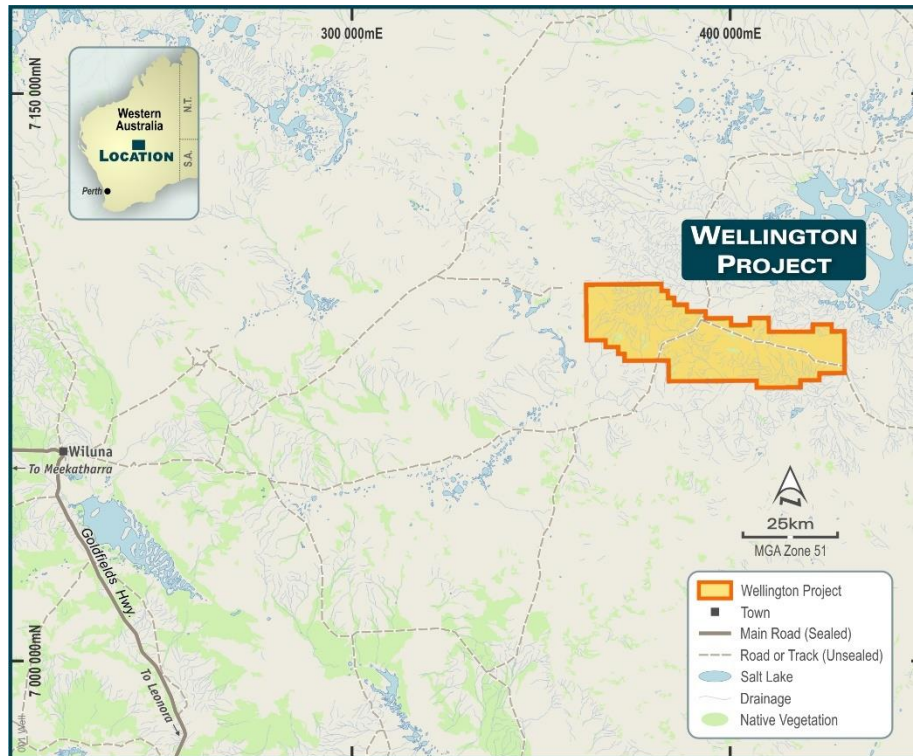 300 000mE
400 000mE
7 150 000mN
Western
Australia
N.T.
LOCATION
S.A.
Perth
WELLINGTON
PROJECT
Wiluna
To Meekatharra
Goldfields Hwy.
25km
MGA Zone 51
Wellington Project
Town
Main Road (Sealed)
Road or Track (Unsealed)
Salt Lake
Drainage
Native Vegetation
7 000 000mN
To Leonora